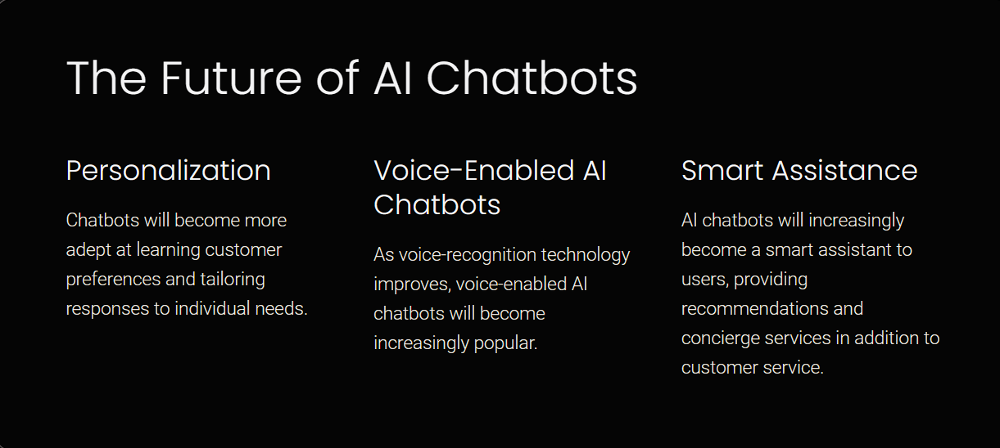 The Future of AI Chatbots
Personalization
Chatbots will become more
adept at learning customer
preferences and tailoring
responses to individual needs.
Voice-Enabled AI
Chatbots
As voice-recognition technology
improves, voice-enabled AI
chatbots will become
increasingly popular.
Smart Assistance
AI chatbots will increasingly
become a smart assistant to
users, providing
recommendations and
concierge services in addition to
customer service.